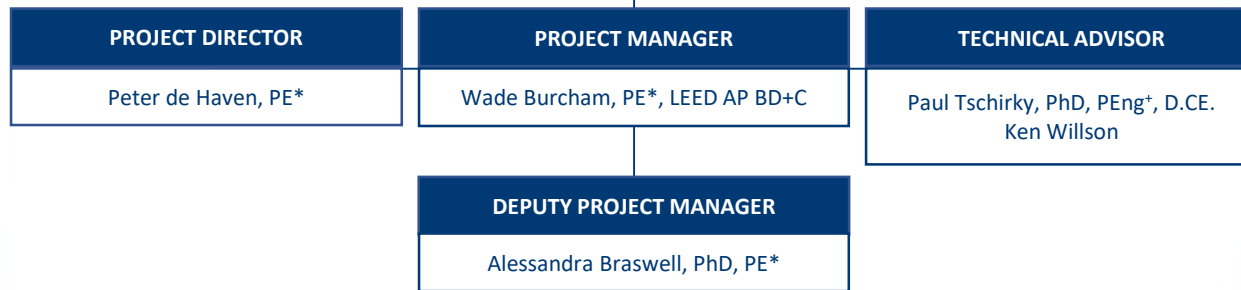 PROJECT DIRECTOR
Peter de Haven, PE*
PROJECT MANAGER
Wade Burcham, PE*, LEED AP BD+C
TECHNICAL ADVISOR
Paul Tschirky, PhD, PEng⁺, D.CE.
Ken Willson
DEPUTY PROJECT MANAGER
Alessandra Braswell, PhD, PE*